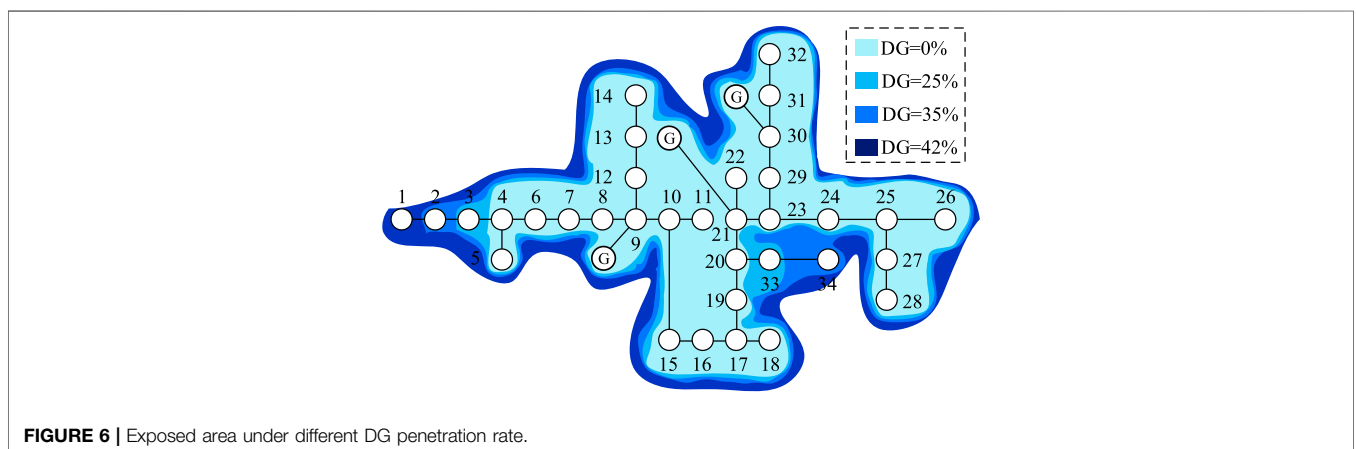 32
DG=0%
DG=25%
14
G
31
G
DG=35%
13
30
22
DG=42%
12
29
1 2 3 4 6 7 8 10 11 24 25 26
23
21
9
5
G
20
27
33
34
19
28
15 16 17 18
FIGURE 6 | Exposed area under different DG penetration rate.